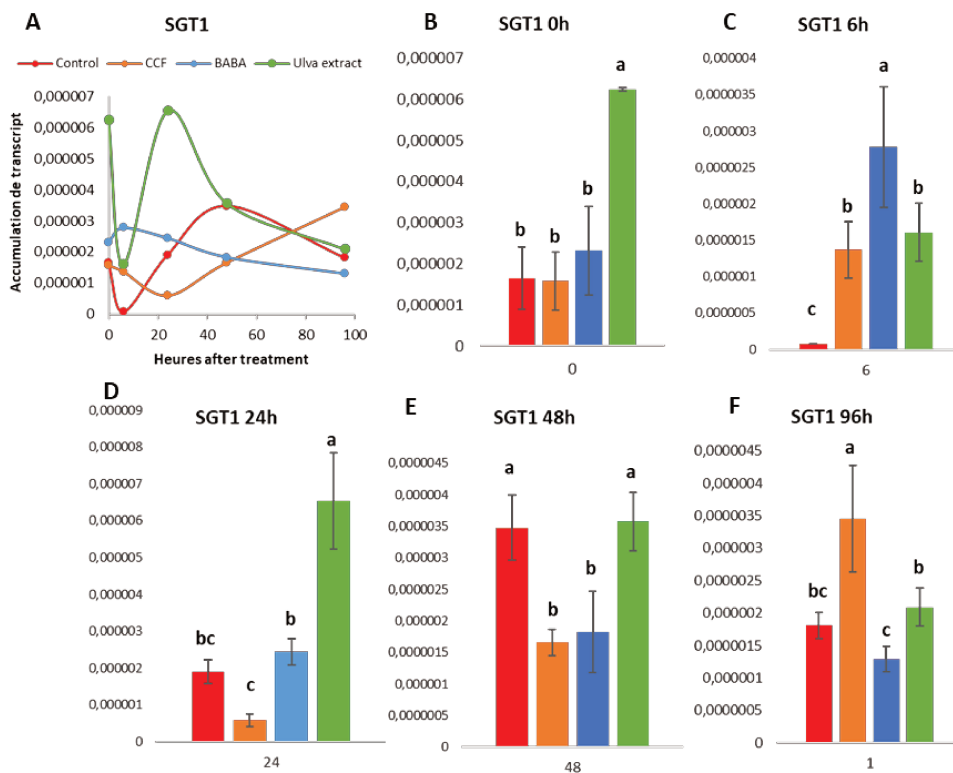 A
SGT1
Control CCF BABA Ulva extract
Accumulation de transcript
0,000007
0,000006
0,000005
0,000004
0,000003
0,000002
0,000001
0
0 20 40 60 80 100
Heures after treatment
B
SGT1 0h
0,000007
0,000006
0,000005
0,000004
0,000003
0,000002
0,000001
0
b b b a
0
C
SGT1 6h
0,000004
0,0000035
0,000003
0,0000025
0,000002
0,0000015
0,000001
0,0000005
0
c b a b
6
D
SGT1 24h
0,000009
0,000008
0,000007
0,000006
0,000005
0,000004
0,000003
0,000002
0,000001
0
bc c b a
24
E
SGT1 48h
0,0000045
0,000004
0,0000035
0,000003
0,0000025
0,000002
0,0000015
0,000001
0,0000005
0
a b b a
48
F
SGT1 96h
0,0000045
0,000004
0,0000035
0,000003
0,0000025
0,000002
0,0000015
0,000001
0,0000005
0
bc a c b
1